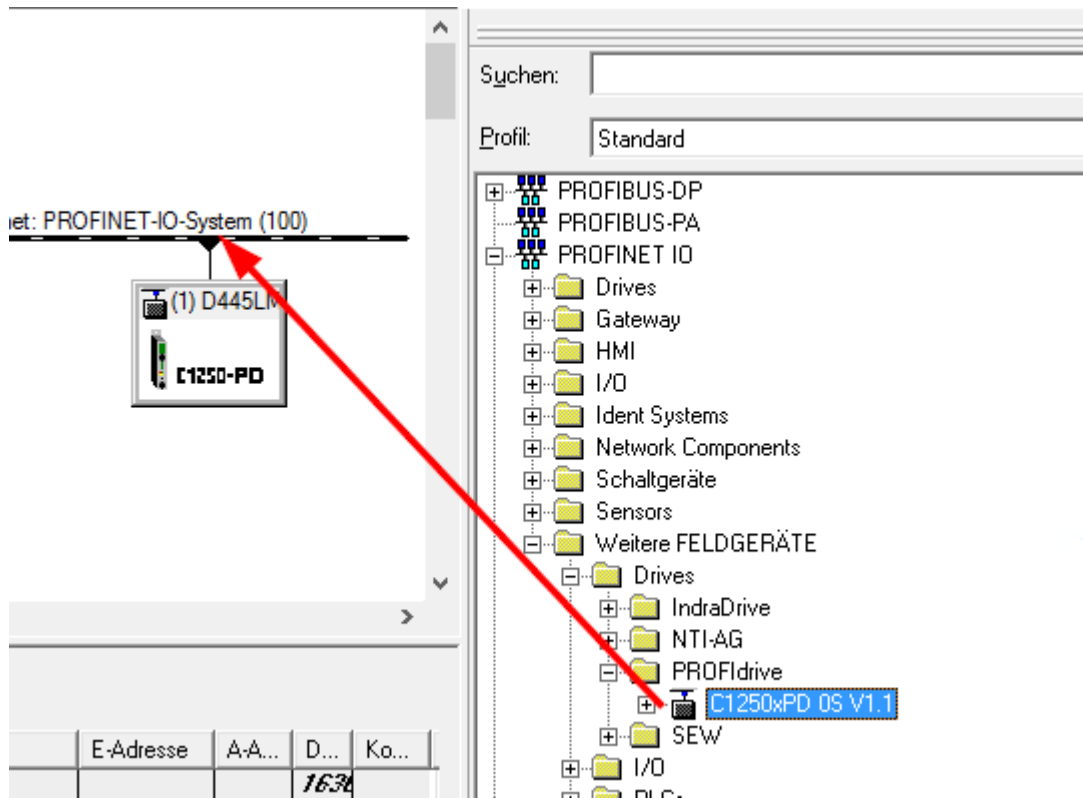 net: PROFINET-IO-System (100)
(1) D445LM
C1250-PD
E-Adresse A-A... D... Ko...
Suchen:
Profil: Standard
PROFIBUS-DP
PROFIBUS-PA
PROFINET IO
Drives
Gateway
HMI
I/O
Ident Systems
Network Components
Schaltgeräte
Sensors
Weitere FELDGERÄTE
Drives
IndraDrive
NTI-AG
PROFIdrive
C1250xPD 0S V1.1
SEW
I/O